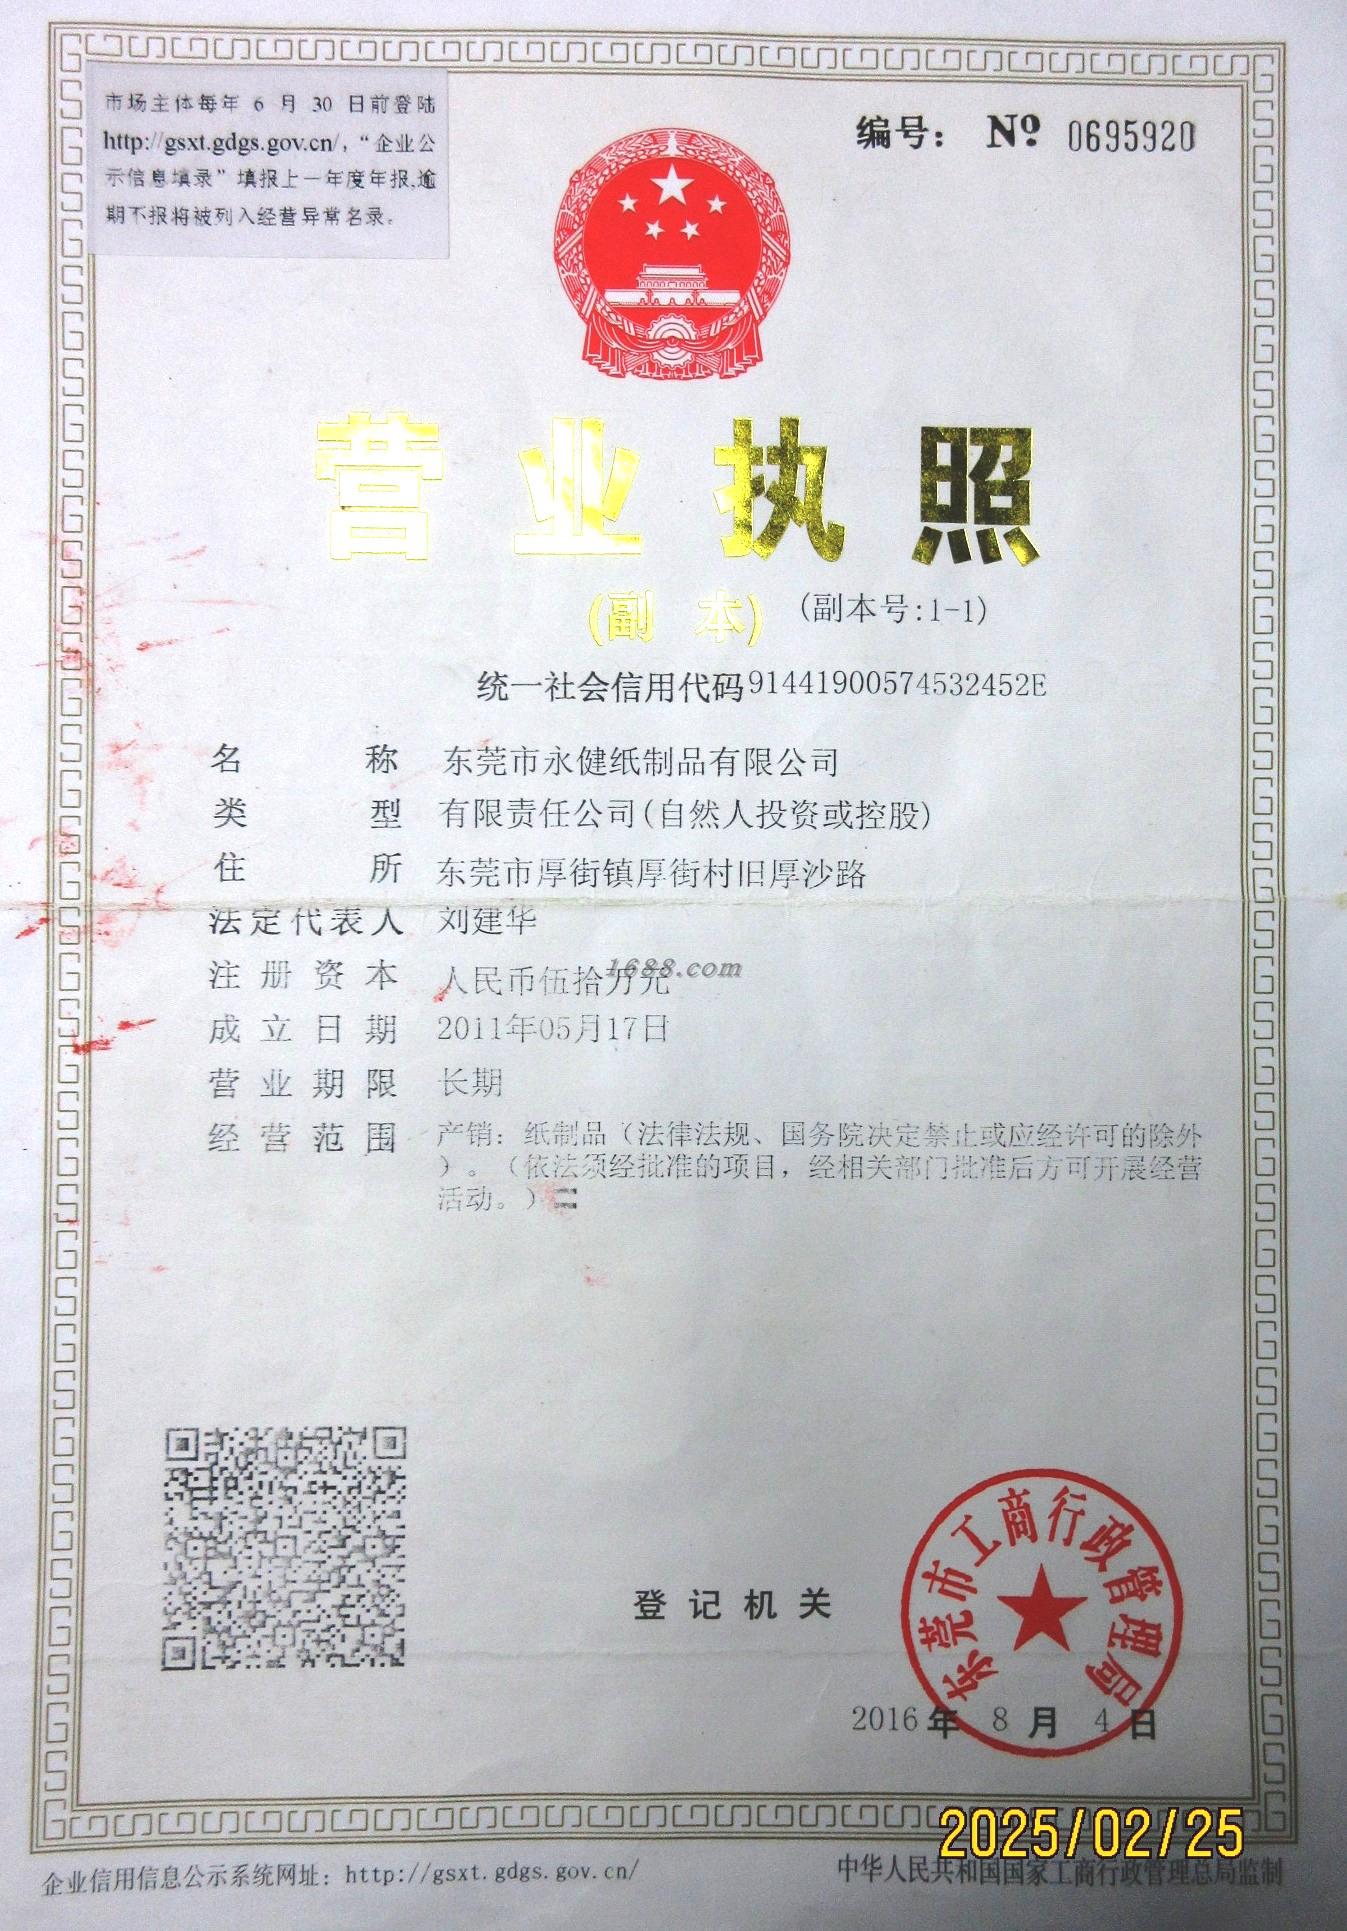 市场主体每年 6 月 30 日前登陆
http://gsxt.gdgs.gov.cn/，“企业公
示信息填录”填报上一年度年报,逾
期不报将被列入经营异常名录。
编号： № 0695920
营业执照
(副 本) (副本号:1-1)
统一社会信用代码91441900574532452E
名称 东莞市永健纸制品有限公司
类型 有限责任公司(自然人投资或控股)
住所 东莞市厚街镇厚街村旧厚沙路
法定代表人 刘建华
注册资本 人民币伍拾万元
1688.com
成立日期 2011年05月17日
营业期限 长期
经营范围 产销：纸制品（法律法规、国务院决定禁止或应经许可的除外
）。（依法须经批准的项目，经相关部门批准后方可开展经营
活动。）〓
登记机关
东莞市工商行政管理局
2016 年 8 月 4 日
2025/02/25
企业信用信息公示系统网址：http://gsxt.gdgs.gov.cn/
中华人民共和国国家工商行政管理总局监制